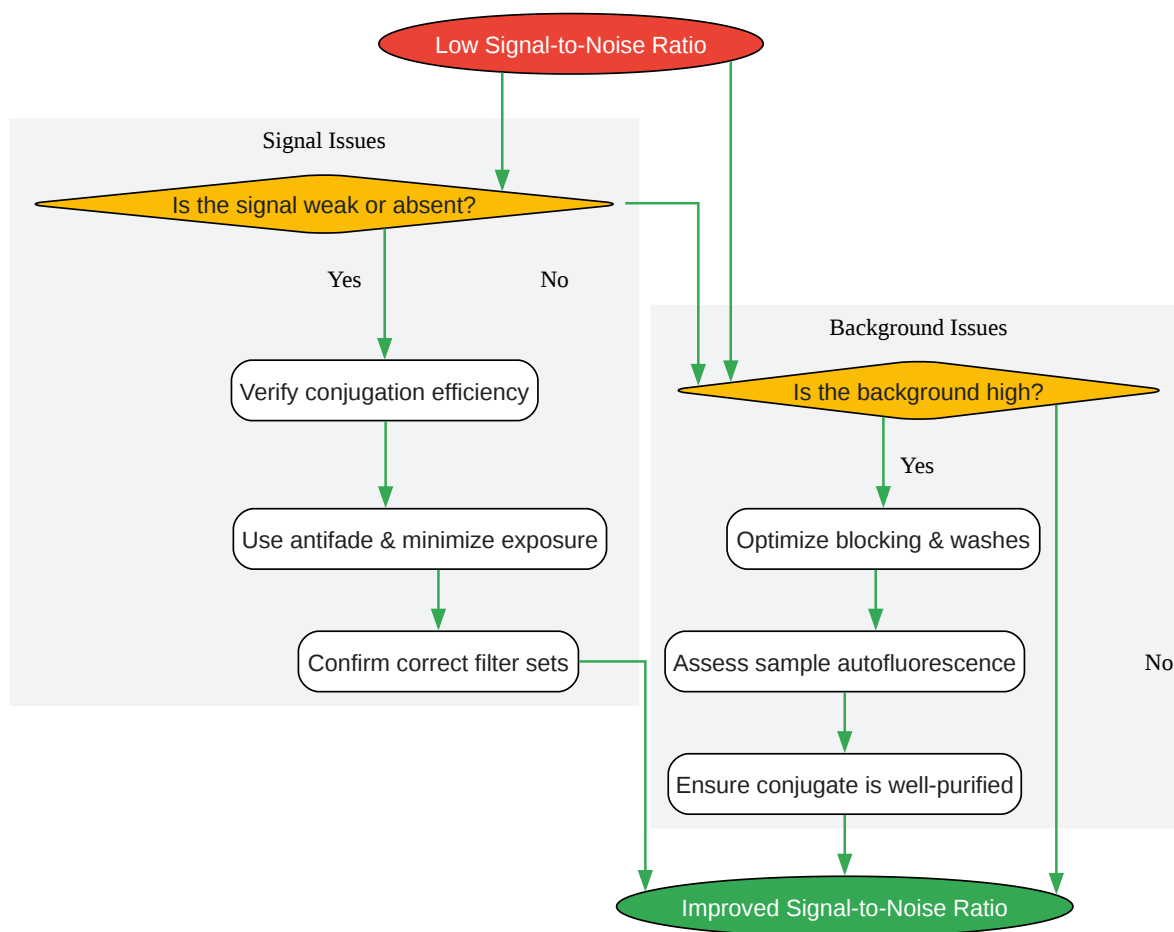 Low Signal-to-Noise Ratio
Signal Issues
Is the signal weak or absent?
Yes
No
Background Issues
Is the background high?
Verify conjugation efficiency
Yes
Use antifade & minimize exposure
Optimize blocking & washes
Confirm correct filter sets
Assess sample autofluorescence
No
Ensure conjugate is well-purified
Improved Signal-to-Noise Ratio